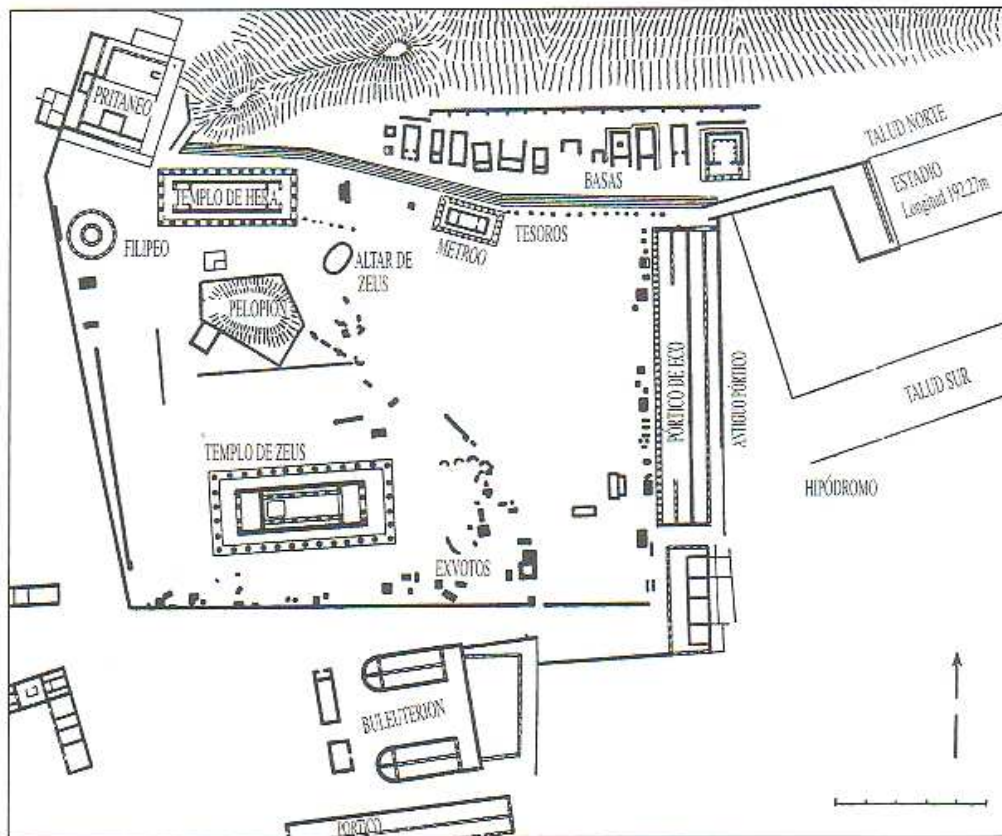 PRITANEO
TALUD NORTE
ESTADIO
Longitud 192,27m
BASAS
TEMPLO DE HERA
TESOROS
METROO
FILIPEO
ALTAR DE
ZEUS
PELOPION
PÓRTICO DE ECO
ANTIGUO PÓRTICO
TALUD SUR
TEMPLO DE ZEUS
HIPÓDROMO
EXVOTOS
BULEUTERION
PORTICO